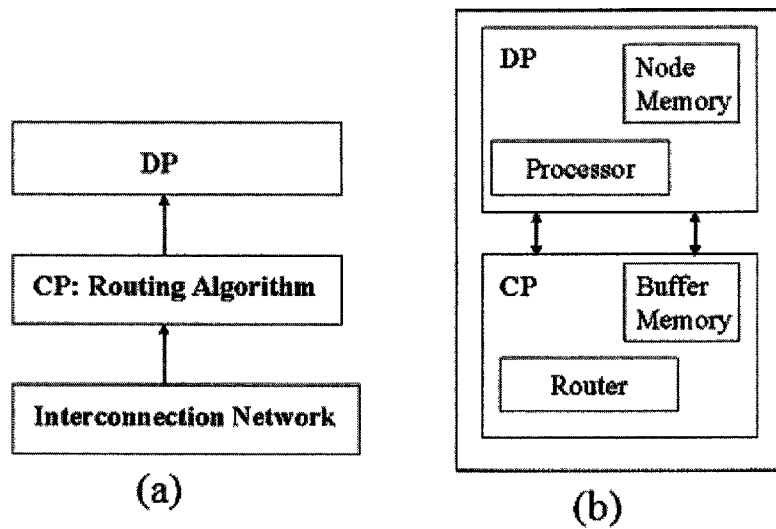 DP
CP: Routing Algorithm
Interconnection Network
(a)
DP
Node
Memory
Processor
CP
Buffer
Memory
Router
(b)